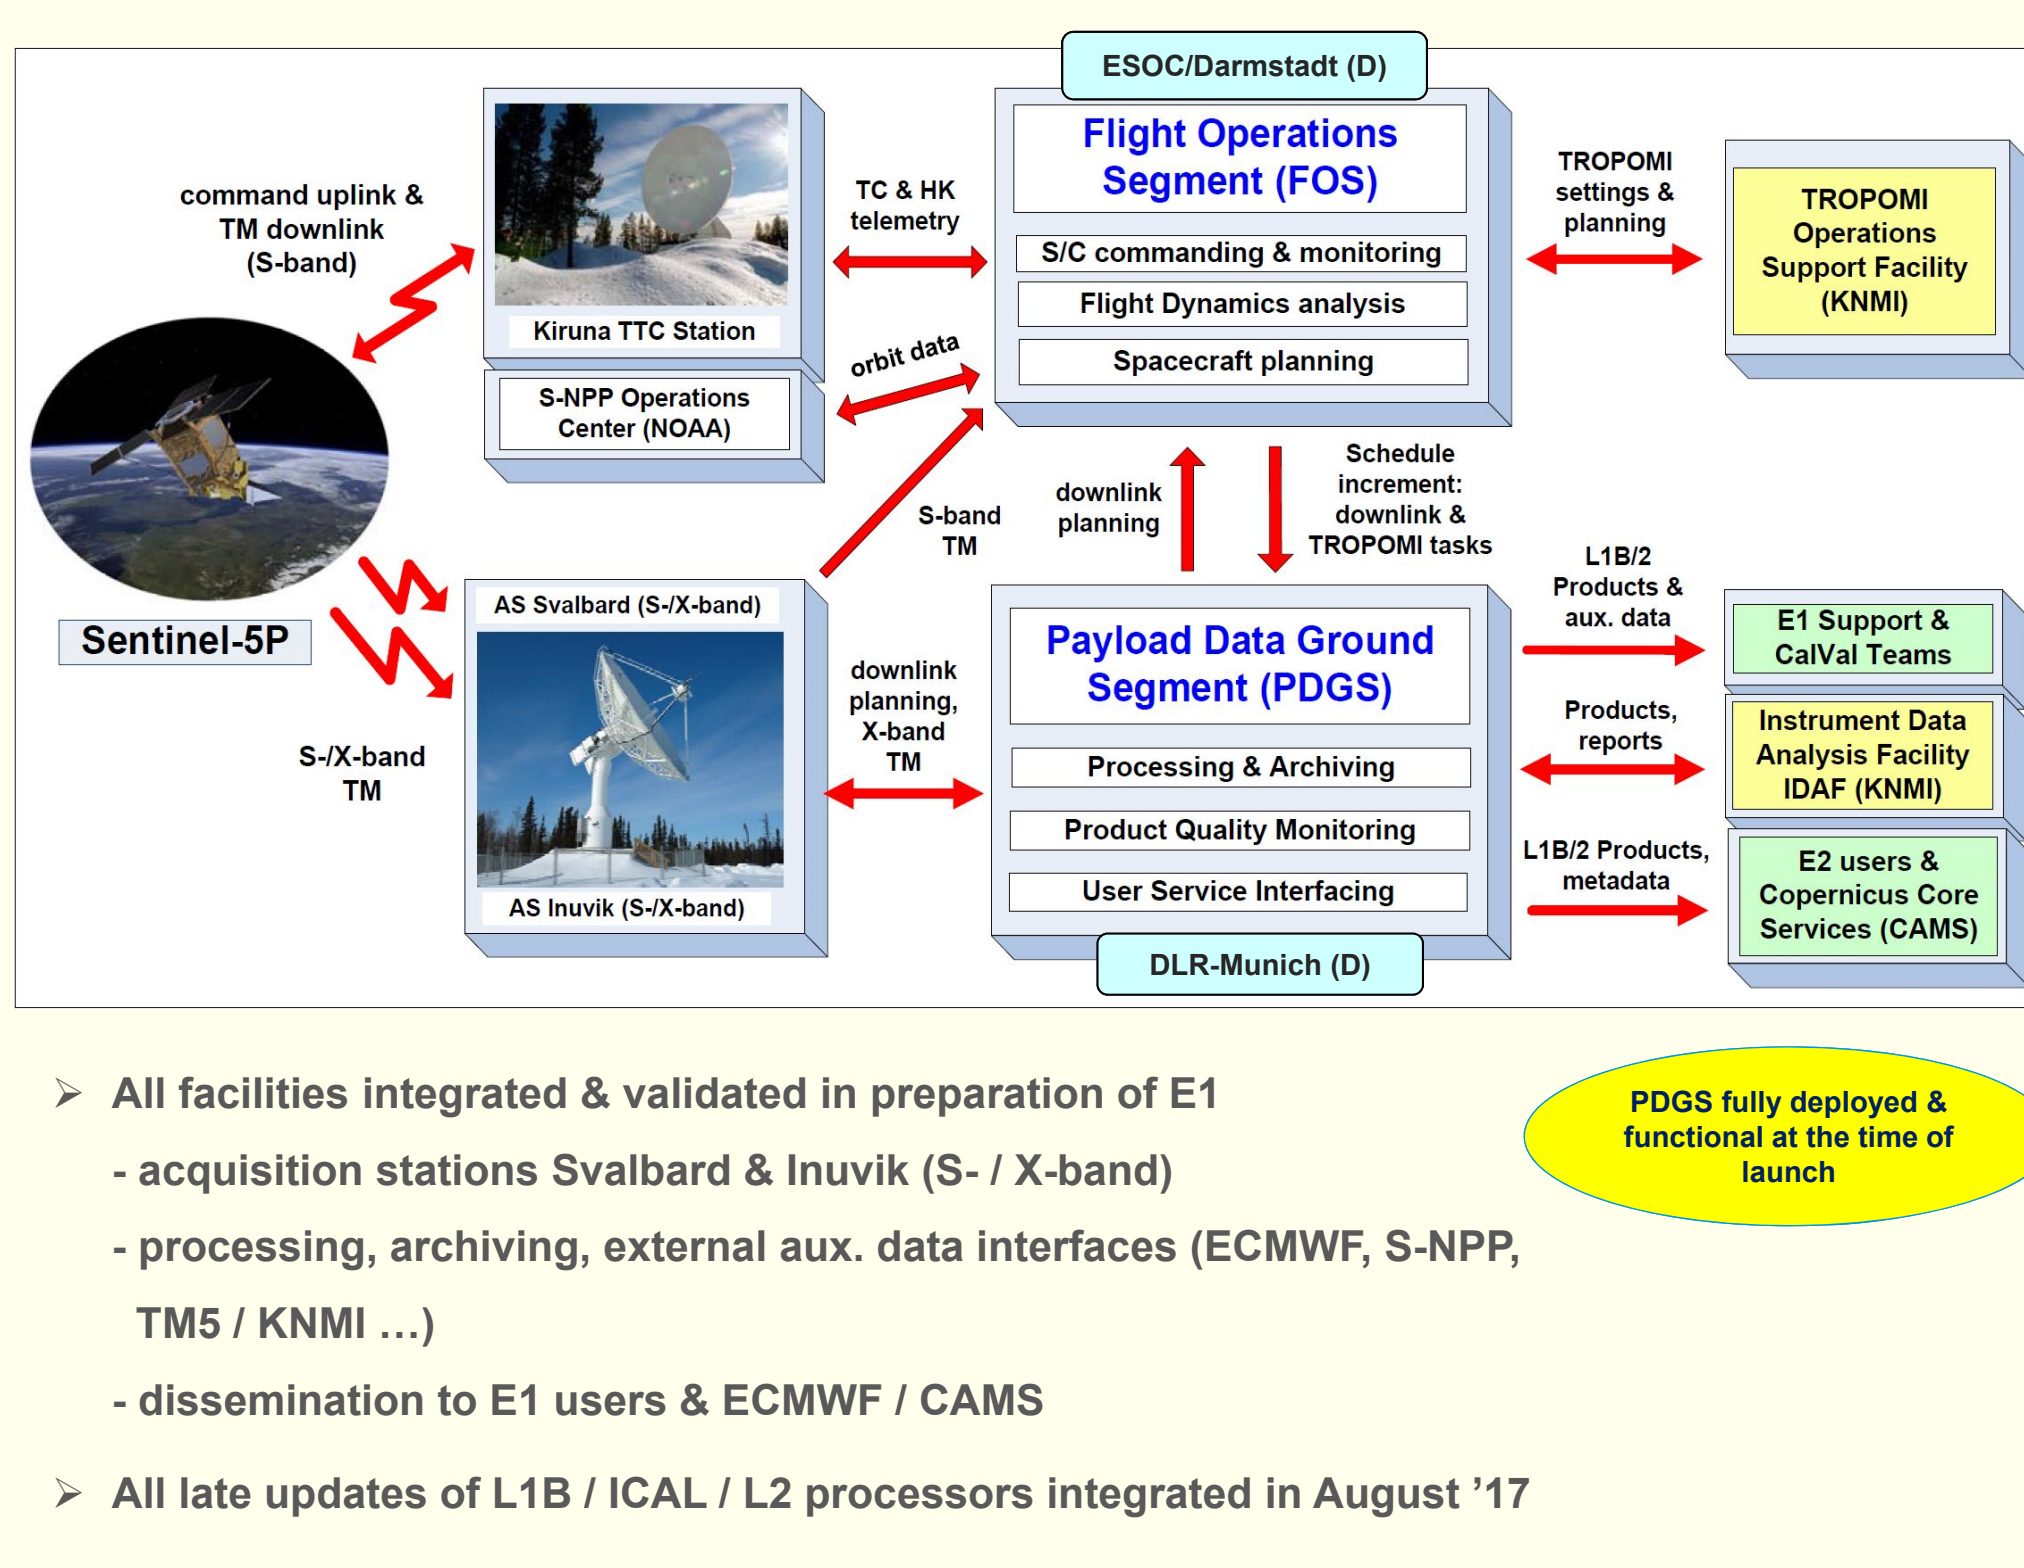 ESOC/Darmstadt (D)
Flight Operations
Segment (FOS)
S/C commanding & monitoring
Flight Dynamics analysis
Spacecraft planning
command uplink &
TM downlink
(S-band)
Kiruna TTC Station
S-NPP Operations
Center (NOAA)
TC & HK
telemetry
orbit data
TROPOMI
settings &
planning
TROPOMI
Operations
Support Facility
(KNMI)
Sentinel-5P
S-band
TM
downlink
planning
Schedule
increment:
downlink &
TROPOMI tasks
S-/X-band
TM
AS Svalbard (S-/X-band)
AS Inuvik (S-/X-band)
downlink
planning,
X-band
TM
Payload Data Ground
Segment (PDGS)
Processing & Archiving
Product Quality Monitoring
User Service Interfacing
DLR-Munich (D)
L1B/2
Products &
aux. data
E1 Support &
CalVal Teams
Products,
reports
Instrument Data
Analysis Facility
IDAF (KNMI)
L1B/2 Products,
metadata
E2 users &
Copernicus Core
Services (CAMS)
➢ All facilities integrated & validated in preparation of E1
- acquisition stations Svalbard & Inuvik (S- / X-band)
- processing, archiving, external aux. data interfaces (ECMWF, S-NPP,
TM5 / KNMI …)
- dissemination to E1 users & ECMWF / CAMS
➢ All late updates of L1B / ICAL / L2 processors integrated in August ’17
PDGS fully deployed &
functional at the time of
launch